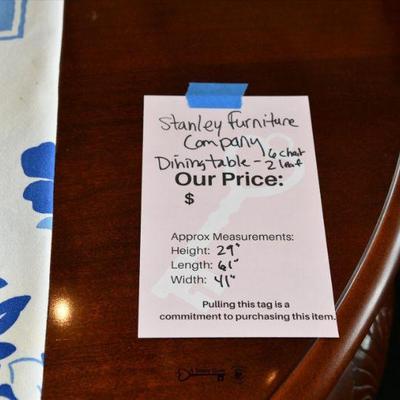 Stanley Furniture
Company
Dining table - 6 chair
2 leaf
Our Price:
$
Approx Measurements:
Height: 29"
Length: 61"
Width: 41"
Pulling this tag is a
commitment to purchasing this item.